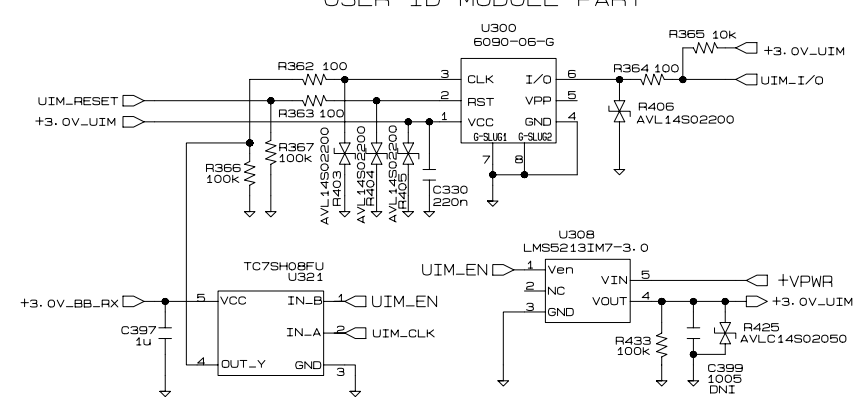 USER ID MODULE PART
U300
6090-06-G
R365 10k
+3.0V_UIM
R362 100
3 CLK I/O 6
R364 100
UIM_I/O
UIM_RESET
R363 100
2 RST VPP 5
+3.0V_UIM
1 VCC GND 4
G-SLUG1 G-SLUG2
7 8
R406
AVL14S02200
R366
100k
R367
100k
AVL14S02200
R403
AVL14S02200
R404
AVL14S02200
R405
C330
220n
U308
LMS5213IM7-3.0
UIM_EN
1 Ven
VIN 5
+VPWR
2 NC
VOUT 4
+3.0V_UIM
3 GND
R433
100k
C399
1005
DNI
R425
AVLC14S02050
TC7SH08FU
U321
+3.0V_BB_RX
5 VCC IN_B 1
UIM_EN
C397
1u
IN_A 2
UIM_CLK
4 OUT_Y GND 3